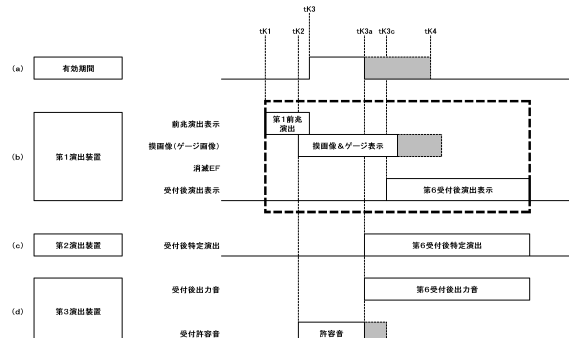 tK3
tK1 tK2 tK3a tK3c tK4
(a) 有効期間
前兆演出表示 第1前兆
演出
操画像(ゲージ画像) 操画像&ゲージ表示
(b) 第1演出装置
消滅EF
受付後演出表示 第6受付後演出表示
(c) 第2演出装置 受付後特定演出 第6受付後特定演出
受付後出力音 第6受付後出力音
(d) 第3演出装置
受付許容音 許容音